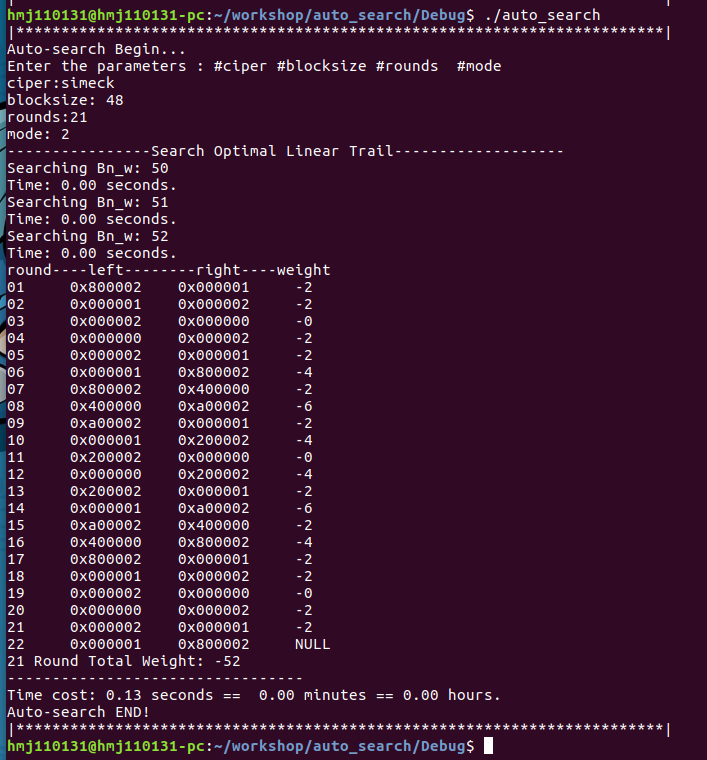 hmj110131@hmj110131-pc:~/workshop/auto_search/Debug$ ./auto_search
|************************************************************************|
Auto-search Begin...
Enter the parameters : #ciper #blocksize #rounds  #mode
ciper:simeck
blocksize: 48
rounds:21
mode: 2
----------------Search Optimal Linear Trail-------------------
Searching Bn_w: 50
Time: 0.00 seconds.
Searching Bn_w: 51
Time: 0.00 seconds.
Searching Bn_w: 52
Time: 0.00 seconds.
round----left--------right----weight
01     0x800002    0x000001     -2
02     0x000001    0x000002     -2
03     0x000002    0x000000     -0
04     0x000000    0x000002     -2
05     0x000002    0x000001     -2
06     0x000001    0x800002     -4
07     0x800002    0x400000     -2
08     0x400000    0xa00002     -6
09     0xa00002    0x000001     -2
10     0x000001    0x200002     -4
11     0x200002    0x000000     -0
12     0x000000    0x200002     -4
13     0x200002    0x000001     -2
14     0x000001    0xa00002     -6
15     0xa00002    0x400000     -2
16     0x400000    0x800002     -4
17     0x800002    0x000001     -2
18     0x000001    0x000002     -2
19     0x000002    0x000000     -0
20     0x000000    0x000002     -2
21     0x000002    0x000001     -2
22     0x000001    0x800002     NULL
21 Round Total Weight: -52
---------------------------------
Time cost: 0.13 seconds ==  0.00 minutes == 0.00 hours.
Auto-search END!
|************************************************************************|
hmj110131@hmj110131-pc:~/workshop/auto_search/Debug$